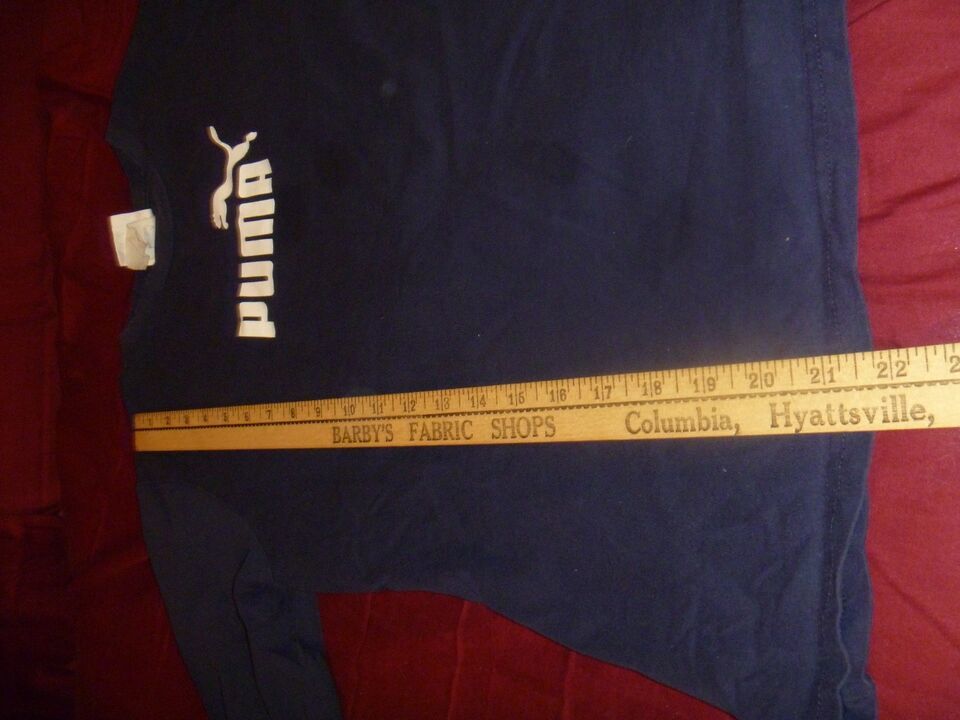 PUMA
1 2 3 4 5 6 7 8 9 10 11 12 13 14 15 16 17 18 19 20 21 22 2
BARBY'S FABRIC SHOPS Columbia, Hyattsville,